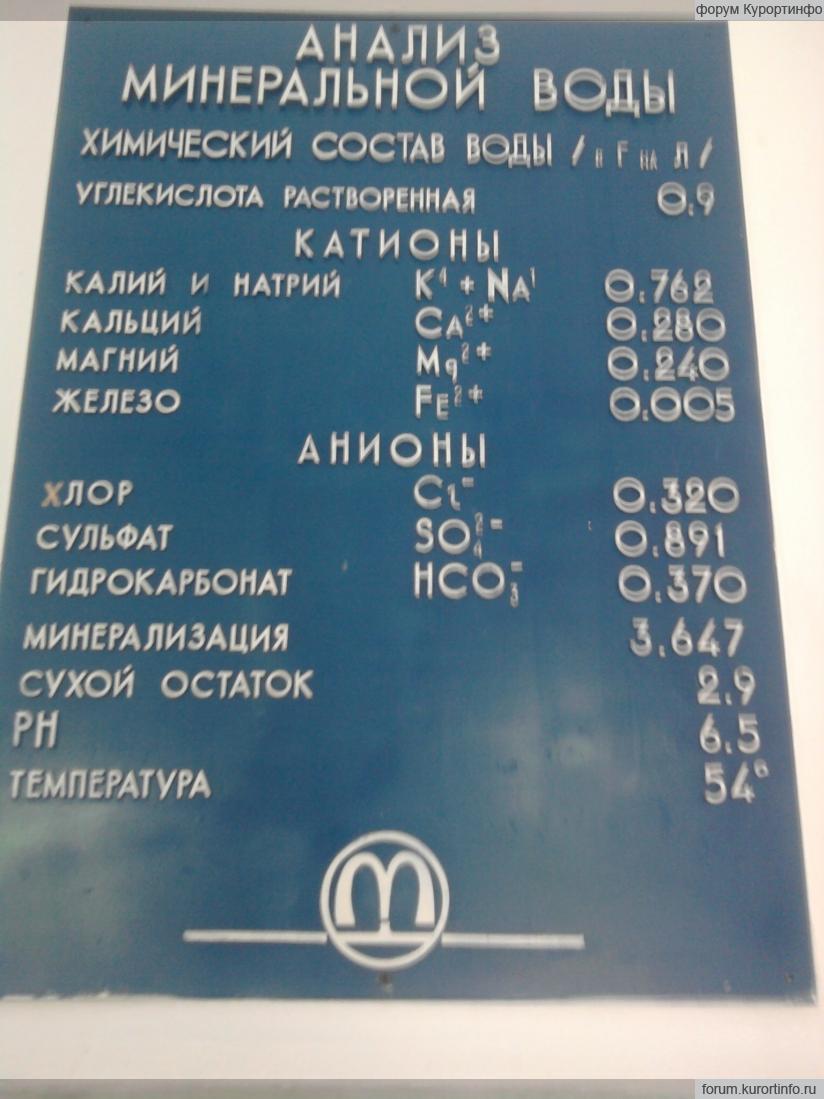 форум Курортинфо
АНАЛИЗ
МИНЕРАЛЬНОЙ ВОДЫ
ХИМИЧЕСКИЙ СОСТАВ ВОДЫ / В Г НА Л /
УГЛЕКИСЛОТА РАСТВОРЕННАЯ 0.9
КАТИОНЫ
КАЛИЙ И НАТРИЙ K¹ + NA¹ 0.762
КАЛЬЦИЙ CA²⁺ 0.280
МАГНИЙ Mg²⁺ 0.240
ЖЕЛЕЗО FE²⁺ 0.005
АНИОНЫ
ХЛОР Cl⁼ 0.320
СУЛЬФАТ SO₄²⁼ 0.891
ГИДРОКАРБОНАТ HCO₃⁼ 0.370
МИНЕРАЛИЗАЦИЯ 3.647
СУХОЙ ОСТАТОК 2.9
PH 6.5
ТЕМПЕРАТУРА 54°
m
forum.kurortinfo.ru